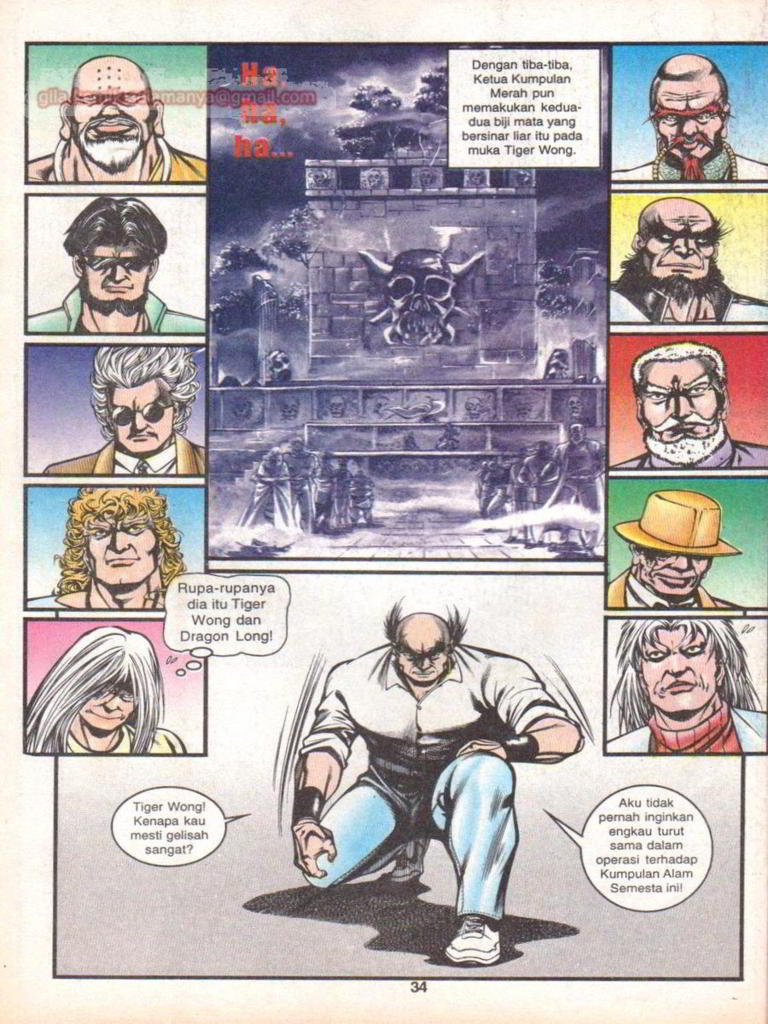 Ha
ha,
ha...
Dengan tiba-tiba,
Ketua Kumpulan
Merah pun
memakukan kedua-
dua biji mata yang
bersinar liar itu pada
muka Tiger Wong.
Rupa-rupanya
dia itu Tiger
Wong dan
Dragon Long!
Tiger Wong!
Kenapa kau
mesti gelisah
sangat?
Aku tidak
pernah inginkan
engkau turut
sama dalam
operasi terhadap
Kumpulan Alam
Semesta ini!
34